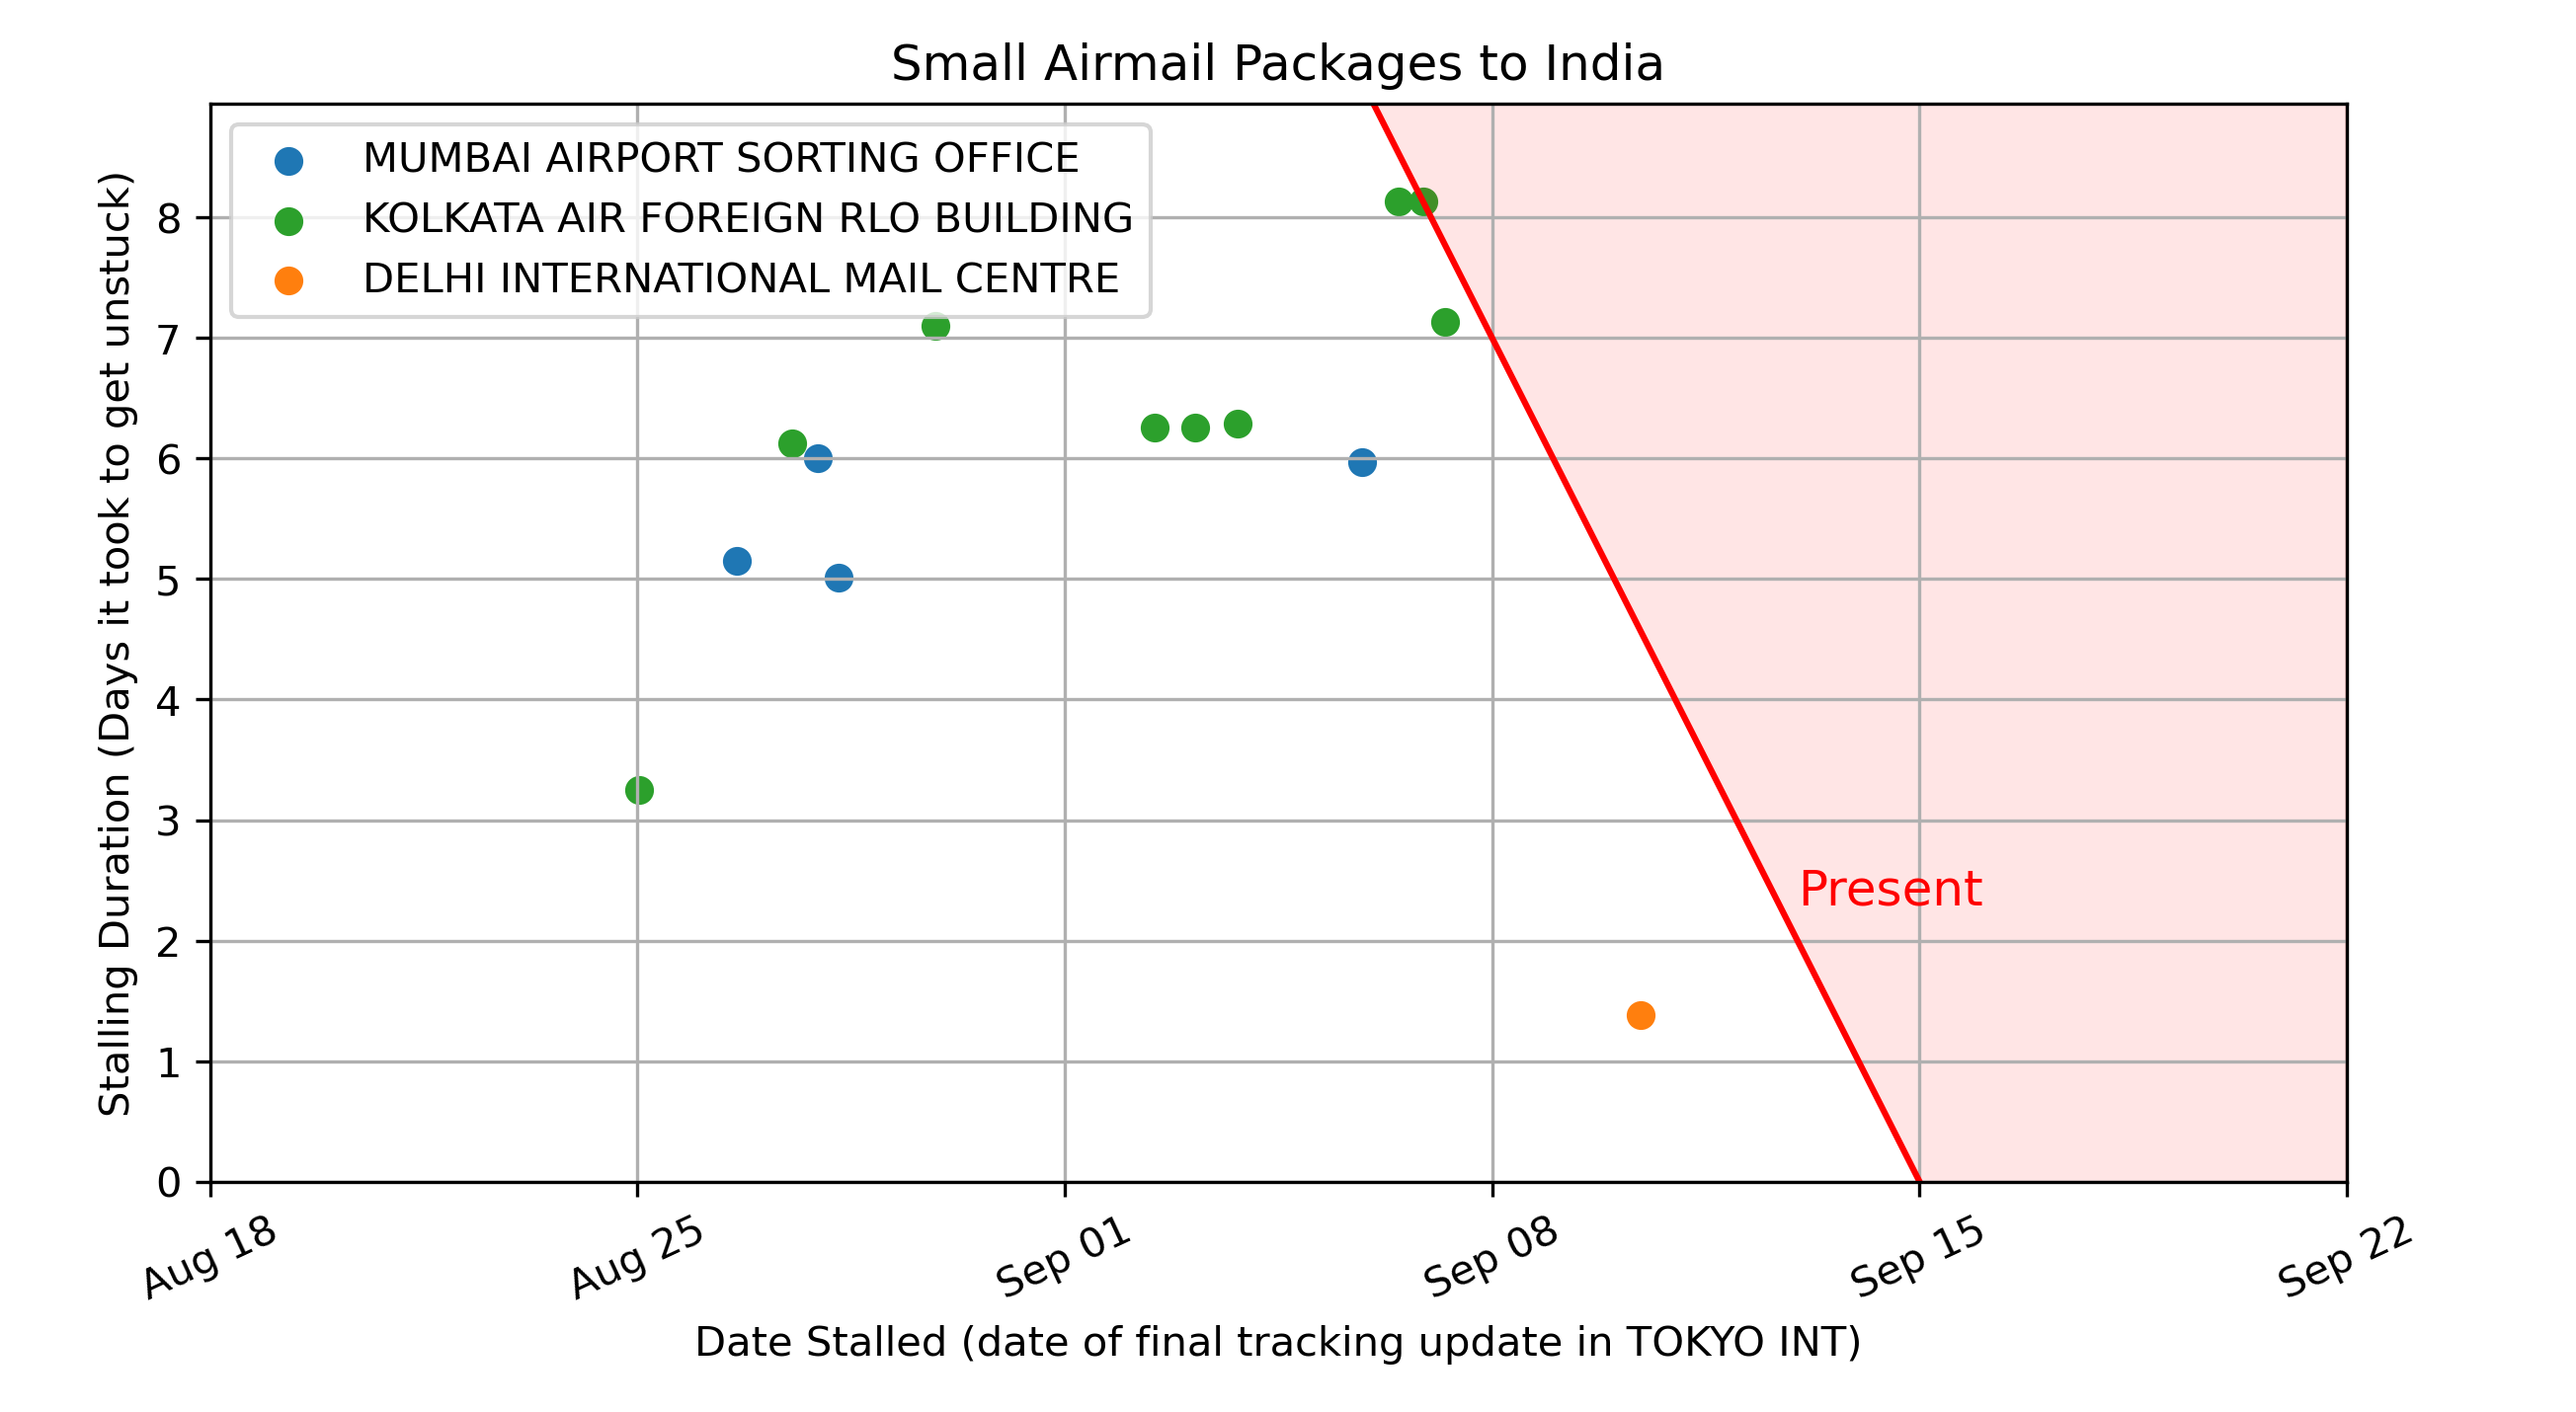 Small Airmail Packages to India
MUMBAI AIRPORT SORTING OFFICE
KOLKATA AIR FOREIGN RLO BUILDING
DELHI INTERNATIONAL MAIL CENTRE
Stalling Duration (Days it took to get unstuck)
8
7
6
5
4
3
2
1
0
Present
Aug 18
Aug 25
Sep 01
Sep 08
Sep 15
Sep 22
Date Stalled (date of final tracking update in TOKYO INT)